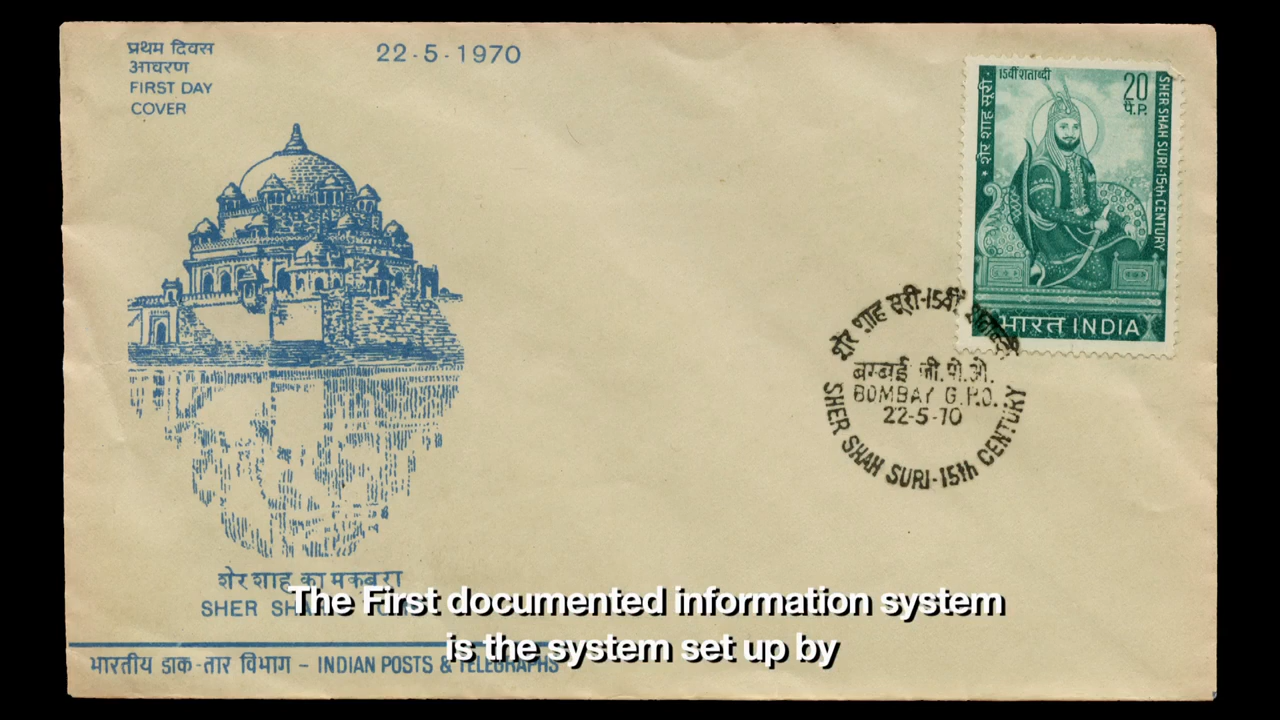 प्रथम दिवस
आवरण
FIRST DAY
COVER
22-5-1970
15वीं शताब्दी
20
पै. P.
शेर शाह सूरी
SHER SHAH SURI-15th CENTURY
भारत INDIA
शेर शाह सूरी-15वीं
बम्बई जी.पी.ओ.
BOMBAY G.P.O.
22-5-70
SHER SHAH SURI-15th CENTURY
शेर शाह का मकबरा
SHER
The First documented information system
is the system set up by
भारतीय डाक-तार विभाग – INDIAN POSTS & TELEGRAPHS